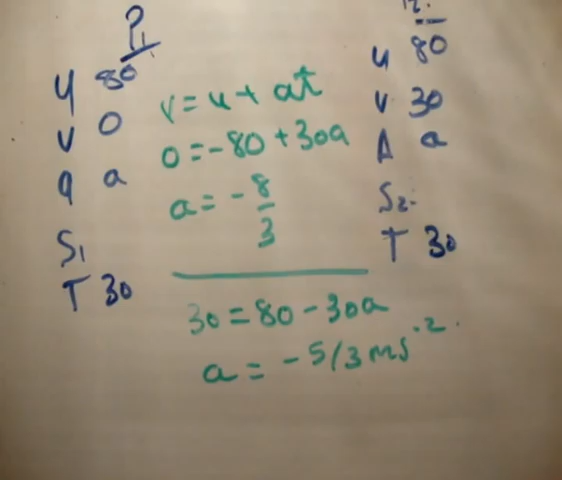 P1
u 80
v 0
a a
S1
T 30
v = u + at
0 = -80 + 30a
a = - 8/3
30 = 80 - 30a
a = - 5/3 ms-2.
80
u
v 30
A a
S2.
T 30